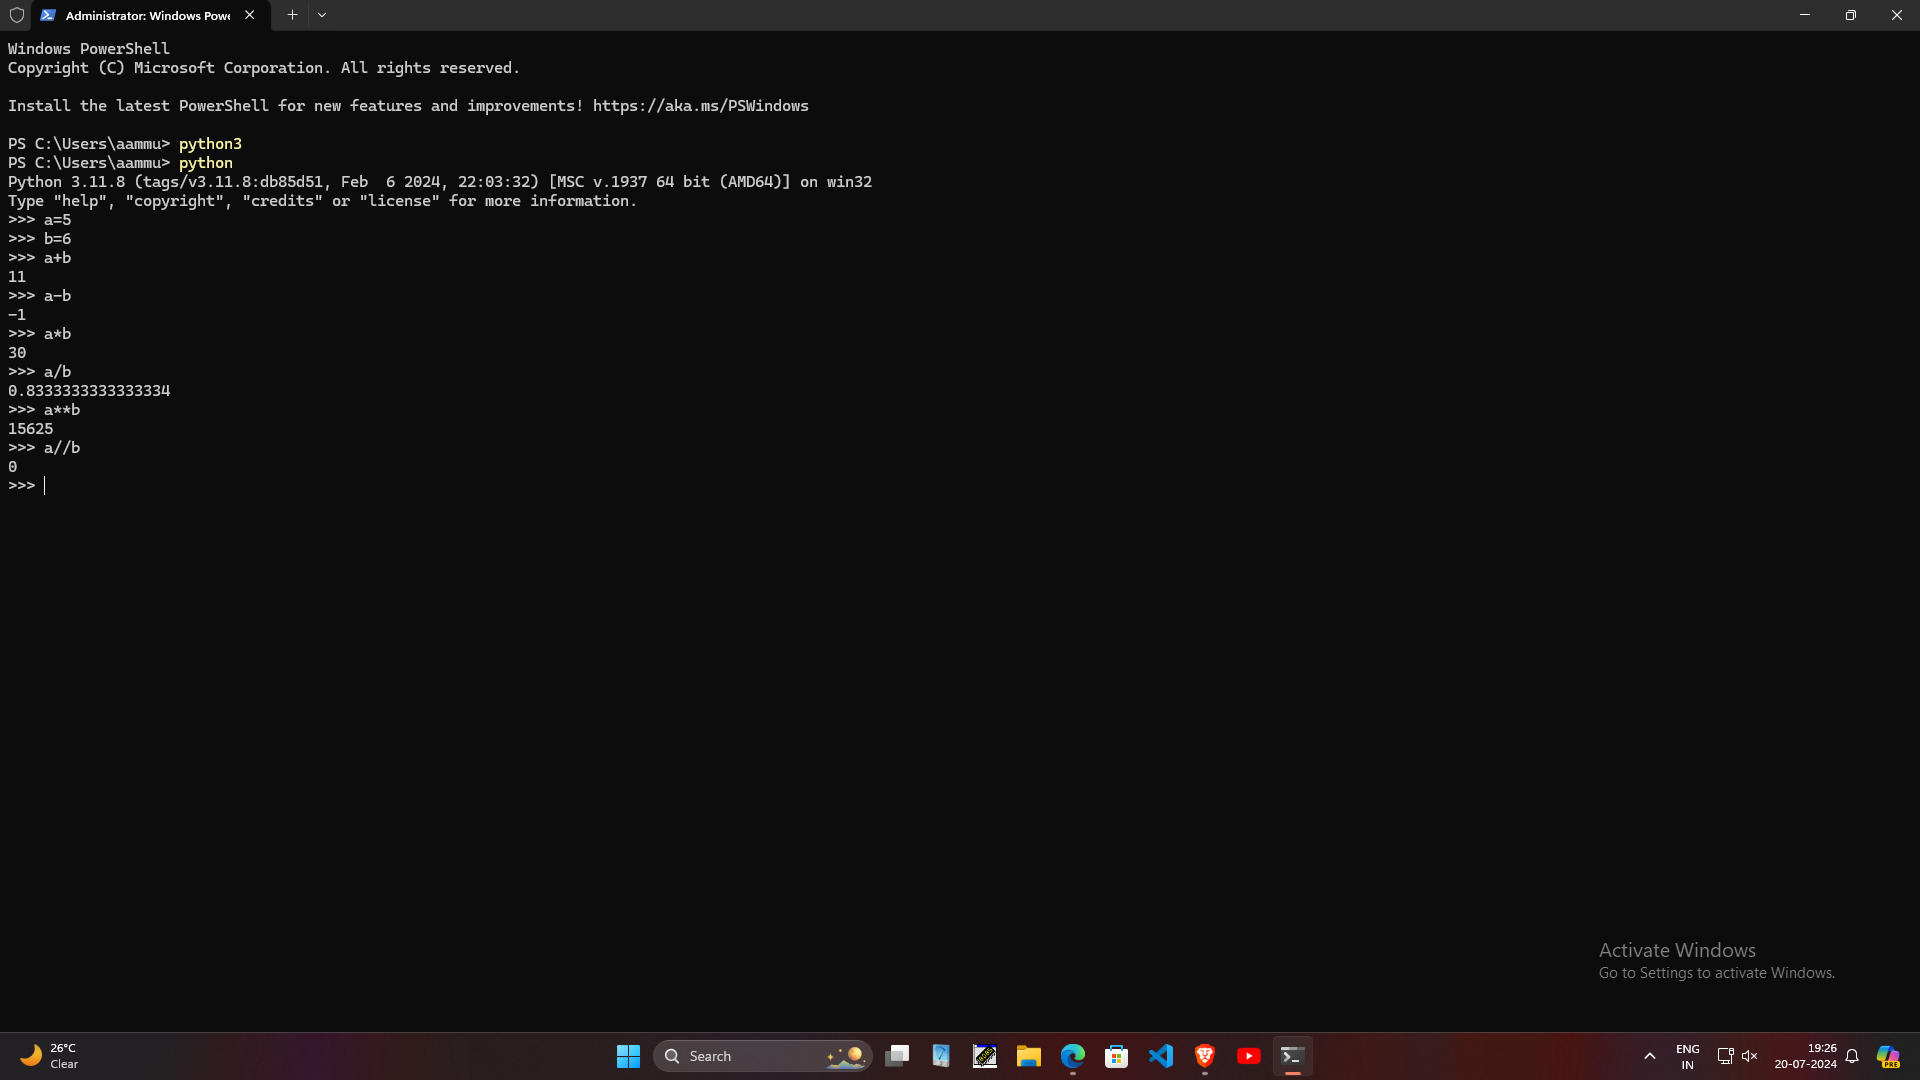 Administrator: Windows Powe
Windows PowerShell
Copyright (C) Microsoft Corporation. All rights reserved.
Install the latest PowerShell for new features and improvements! https://aka.ms/PSWindows
PS C:\Users\aammu> python3
PS C:\Users\aammu> python
Python 3.11.8 (tags/v3.11.8:db85d51, Feb  6 2024, 22:03:32) [MSC v.1937 64 bit (AMD64)] on win32
Type "help", "copyright", "credits" or "license" for more information.
>>> a=5
>>> b=6
>>> a+b
11
>>> a-b
-1
>>> a*b
30
>>> a/b
0.8333333333333334
>>> a**b
15625
>>> a//b
0
>>>
Activate Windows
Go to Settings to activate Windows.
26°C
Clear
Search
ENG
IN
19:26
20-07-2024
PRE